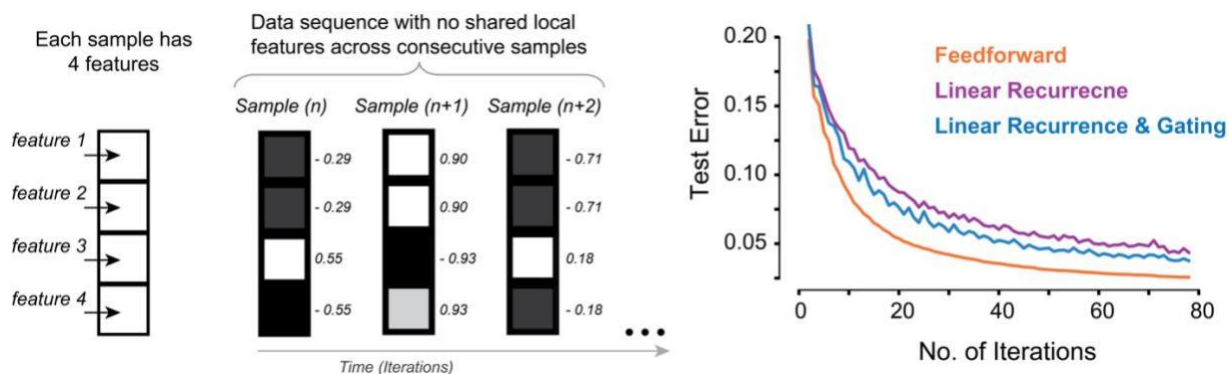 Each sample has
4 features
feature 1
feature 2
feature 3
feature 4
Data sequence with no shared local
features across consecutive samples
Sample (n)
Sample (n+1)
Sample (n+2)
- 0.29
- 0.29
0.55
- 0.55
0.90
0.90
- 0.93
0.93
- 0.71
- 0.71
0.18
- 0.18
Time (Iterations)
Feedforward
Linear Recurrecne
Linear Recurrence & Gating
Test Error
0.20
0.15
0.10
0.05
0
20
40
60
80
No. of Iterations